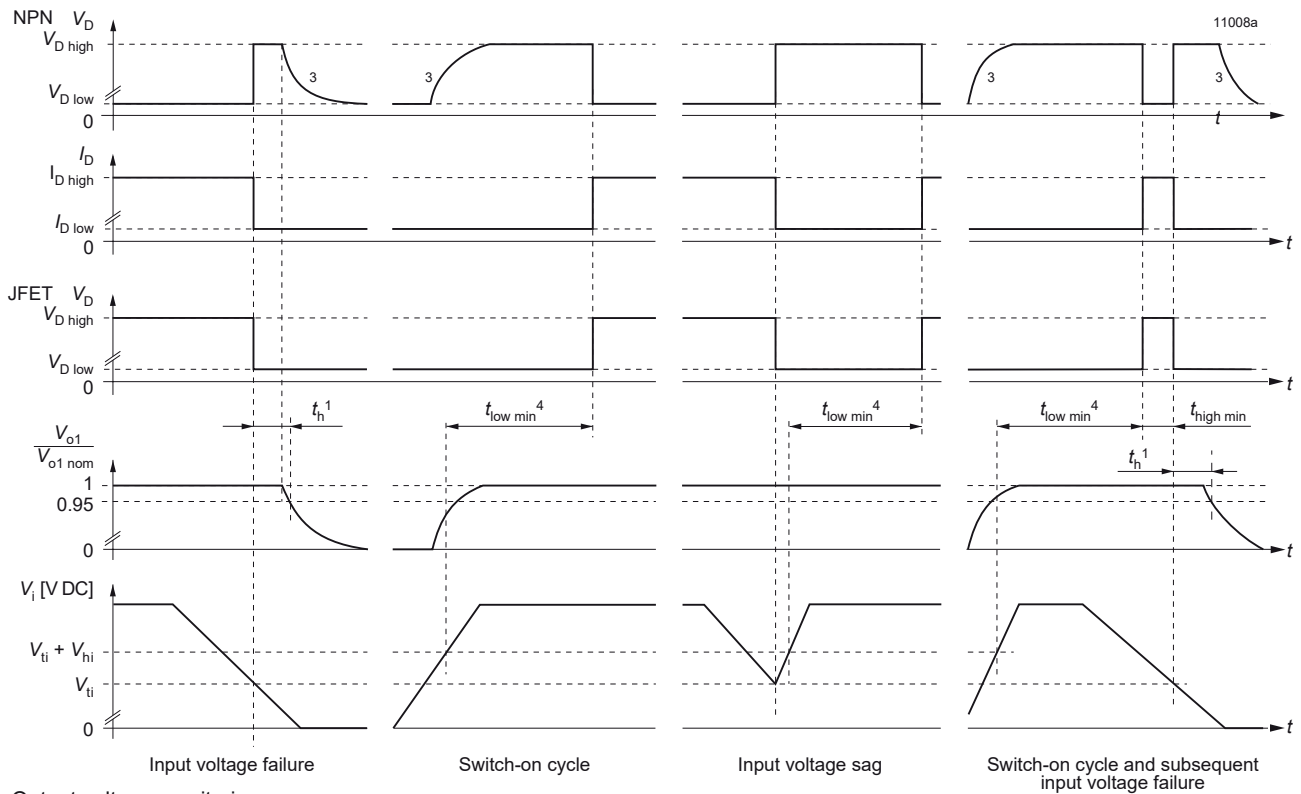 NPN V_D
11008a
V_D high
3
3
3
3
V_D low
0
t
I_D
I_D high
I_D low
0
t
JFET V_D
V_D high
V_D low
0
t
t_h^1
t_low min^4
t_low min^4
t_low min^4
t_high min
V_o1
V_o1 nom
t_h^1
1
0.95
0
t
V_i [V DC]
V_ti + V_hi
V_ti
0
t
Input voltage failure
Switch-on cycle
Input voltage sag
Switch-on cycle and subsequent
input voltage failure